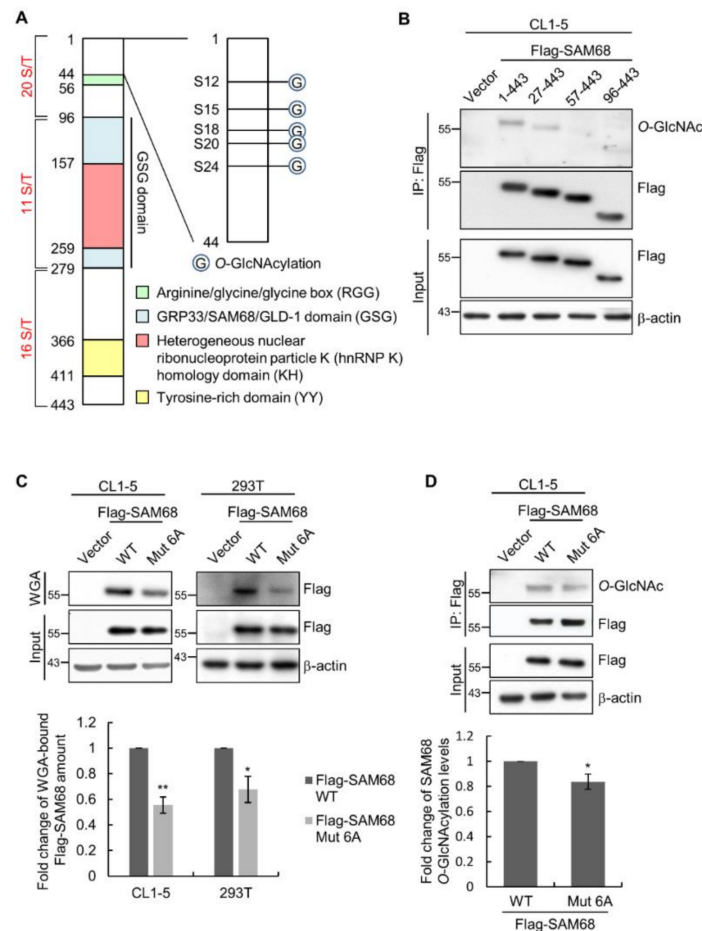 A
1
44
56
96
157
259
279
366
411
443
20 S/T
11 S/T
16 S/T
GSG domain
1
S12
S15
S18
S20
S24
44
G
G
G
G
G
G O-GlcNAcylation
Arginine/glycine/glycine box (RGG)
GRP33/SAM68/GLD-1 domain (GSG)
Heterogeneous nuclear
ribonucleoprotein particle K (hnRNP K)
homology domain (KH)
Tyrosine-rich domain (YY)
B
CL1-5
Flag-SAM68
Vector
1-443
27-443
57-443
96-443
IP: Flag
55
O-GlcNAc
55
Flag
Input
55
Flag
43
β-actin
C
CL1-5
293T
Flag-SAM68
Flag-SAM68
Vector
WT
Mut 6A
Vector
WT
Mut 6A
WGA
55
55
Flag
Input
55
55
Flag
43
43
β-actin
Fold change of WGA-bound
Flag-SAM68 amount
1.2
1
0.8
0.6
0.4
0.2
0
**
*
CL1-5
293T
Flag-SAM68
WT
Flag-SAM68
Mut 6A
D
CL1-5
Flag-SAM68
Vector
WT
Mut 6A
IP: Flag
55
O-GlcNAc
55
Flag
Input
55
Flag
43
β-actin
Fold change of SAM68
O-GlcNAcylation levels
1.2
1
0.8
0.6
0.4
0.2
0
*
WT
Mut 6A
Flag-SAM68